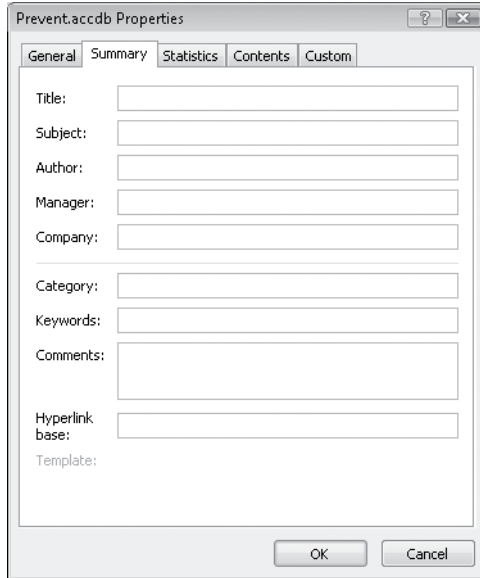 Prevent.accdb Properties
General Summary Statistics Contents Custom
Title:
Subject:
Author:
Manager:
Company:
Category:
Keywords:
Comments:
Hyperlink
base:
Template:
OK Cancel